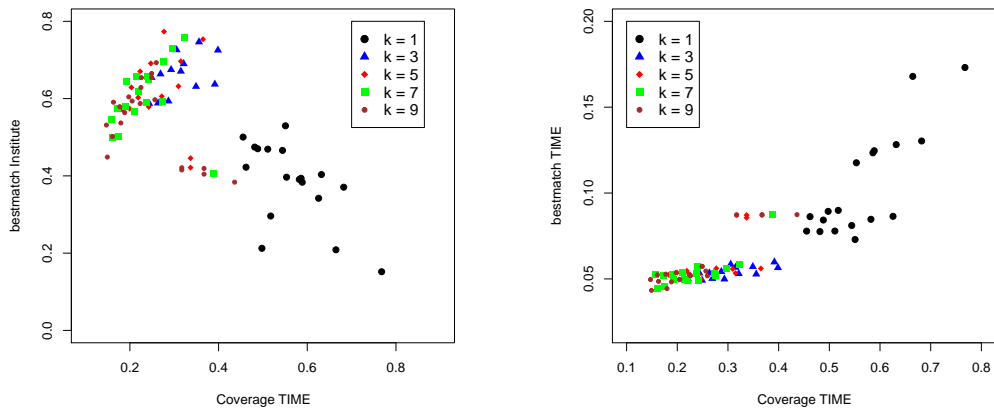 bestmatch Institute
0.8
0.6
0.4
0.2
0.0
k = 1
k = 3
k = 5
k = 7
k = 9
0.2 0.4 0.6 0.8
Coverage TIME
bestmatch TIME
0.20
0.15
0.10
0.05
k = 1
k = 3
k = 5
k = 7
k = 9
0.1 0.2 0.3 0.4 0.5 0.6 0.7 0.8
Coverage TIME